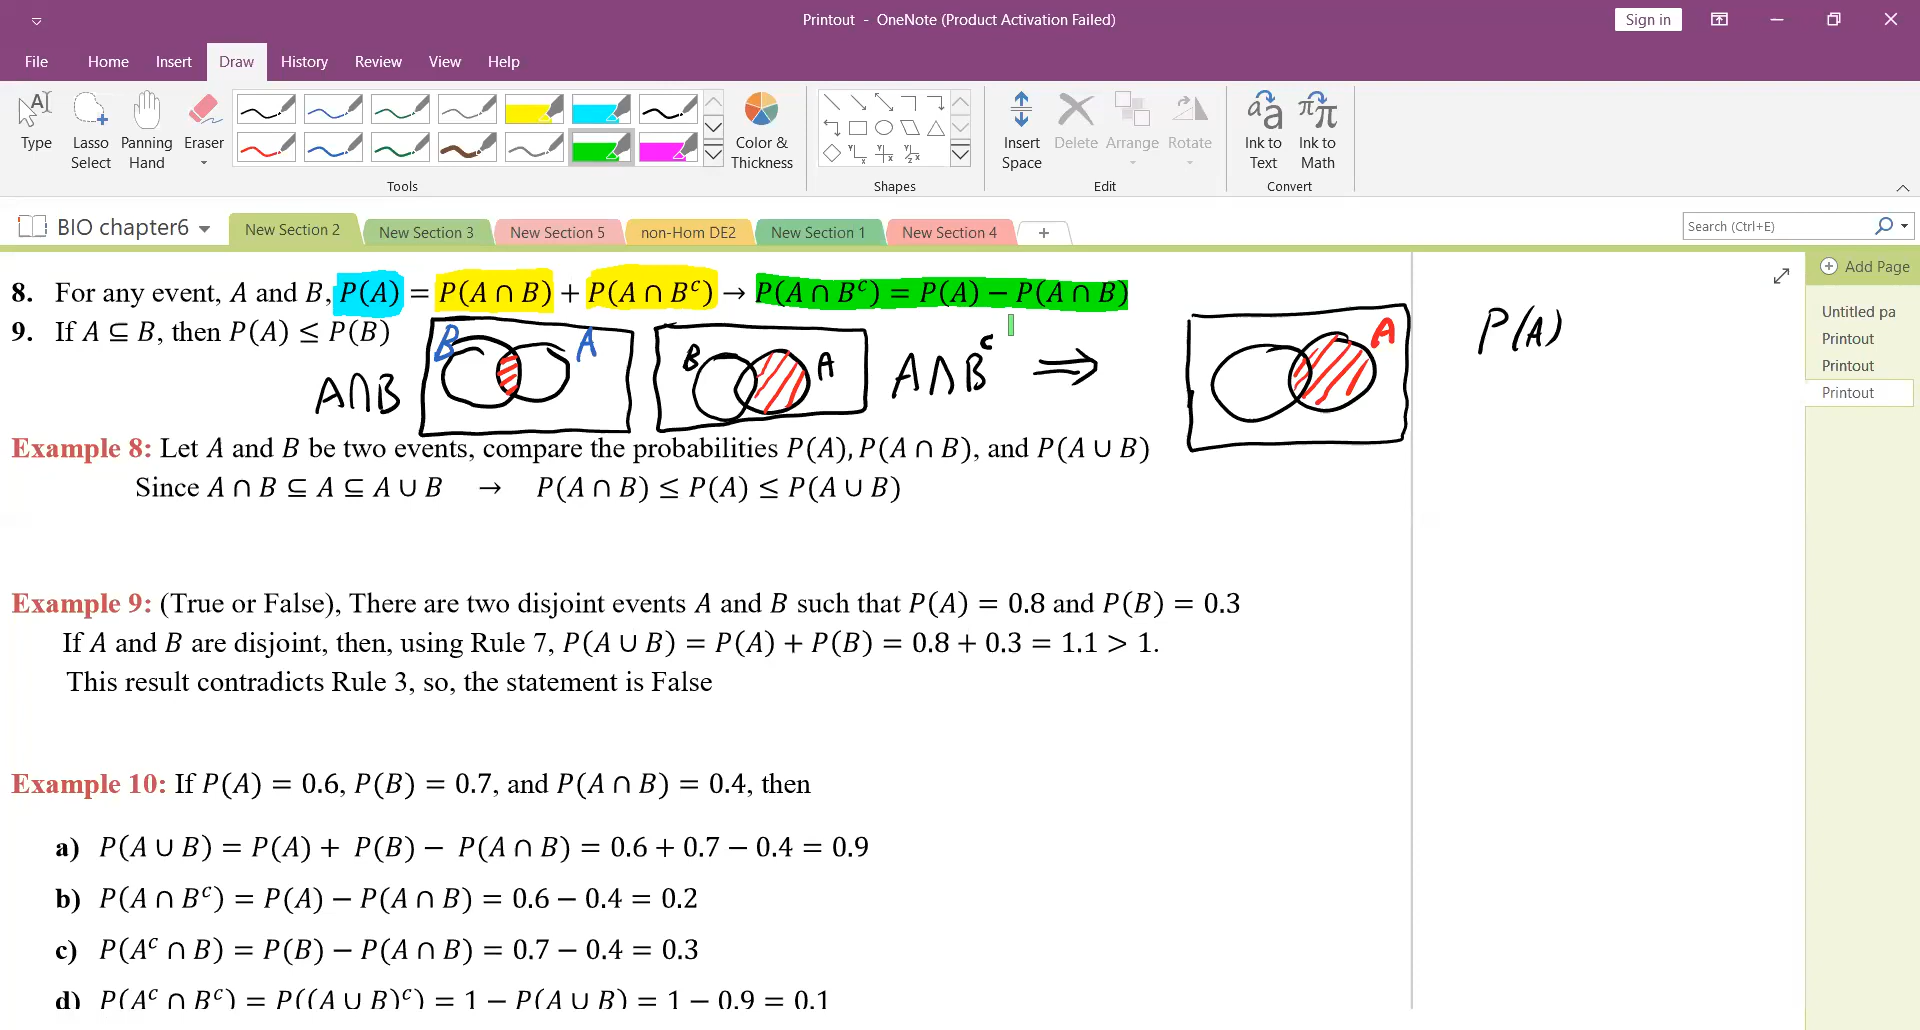 Printout - OneNote (Product Activation Failed)
Sign in
File Home Insert Draw History Review View Help
Type
Lasso Select
Panning Hand
Eraser
Color & Thickness
Insert Space
Delete
Arrange
Rotate
Ink to Text
Ink to Math
Tools
Shapes
Edit
Convert
BIO chapter6
New Section 2
New Section 3
New Section 5
non-Hom DE2
New Section 1
New Section 4
Search (Ctrl+E)
Add Page
Untitled pa
Printout
Printout
Printout
8. For any event, A and B, P(A) = P(A ∩ B) + P(A ∩ Bᶜ) → P(A ∩ Bᶜ) = P(A) − P(A ∩ B)
9. If A ⊆ B, then P(A) ≤ P(B)
A∩B
B A
B A
A∩Bᶜ ⇒
A
P(A)
Example 8: Let A and B be two events, compare the probabilities P(A), P(A ∩ B), and P(A ∪ B)
Since A ∩ B ⊆ A ⊆ A ∪ B → P(A ∩ B) ≤ P(A) ≤ P(A ∪ B)
Example 9: (True or False), There are two disjoint events A and B such that P(A) = 0.8 and P(B) = 0.3
If A and B are disjoint, then, using Rule 7, P(A ∪ B) = P(A) + P(B) = 0.8 + 0.3 = 1.1 > 1.
This result contradicts Rule 3, so, the statement is False
Example 10: If P(A) = 0.6, P(B) = 0.7, and P(A ∩ B) = 0.4, then
a) P(A ∪ B) = P(A) + P(B) − P(A ∩ B) = 0.6 + 0.7 − 0.4 = 0.9
b) P(A ∩ Bᶜ) = P(A) − P(A ∩ B) = 0.6 − 0.4 = 0.2
c) P(Aᶜ ∩ B) = P(B) − P(A ∩ B) = 0.7 − 0.4 = 0.3
d) P(Aᶜ ∩ Bᶜ) = P((A ∪ B)ᶜ) = 1 − P(A ∪ B) = 1 − 0.9 = 0.1